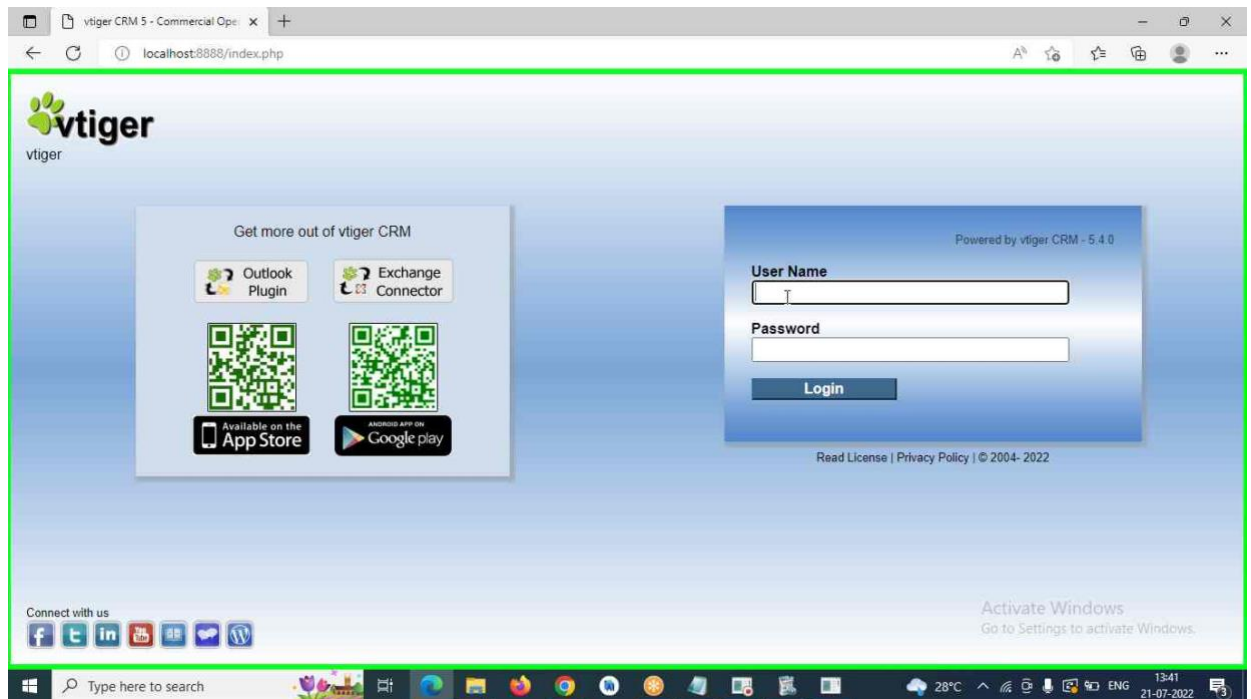 vtiger CRM 5 - Commercial Ope
localhost:8888/index.php
vtiger
vtiger
Get more out of vtiger CRM
Outlook
Plugin
Exchange
Connector
Available on the
App Store
ANDROID APP ON
Google play
Powered by vtiger CRM - 5.4.0
User Name
Password
Login
Read License | Privacy Policy | © 2004- 2022
Connect with us
Activate Windows
Go to Settings to activate Windows.
Type here to search
28°C
ENG
13:41
21-07-2022